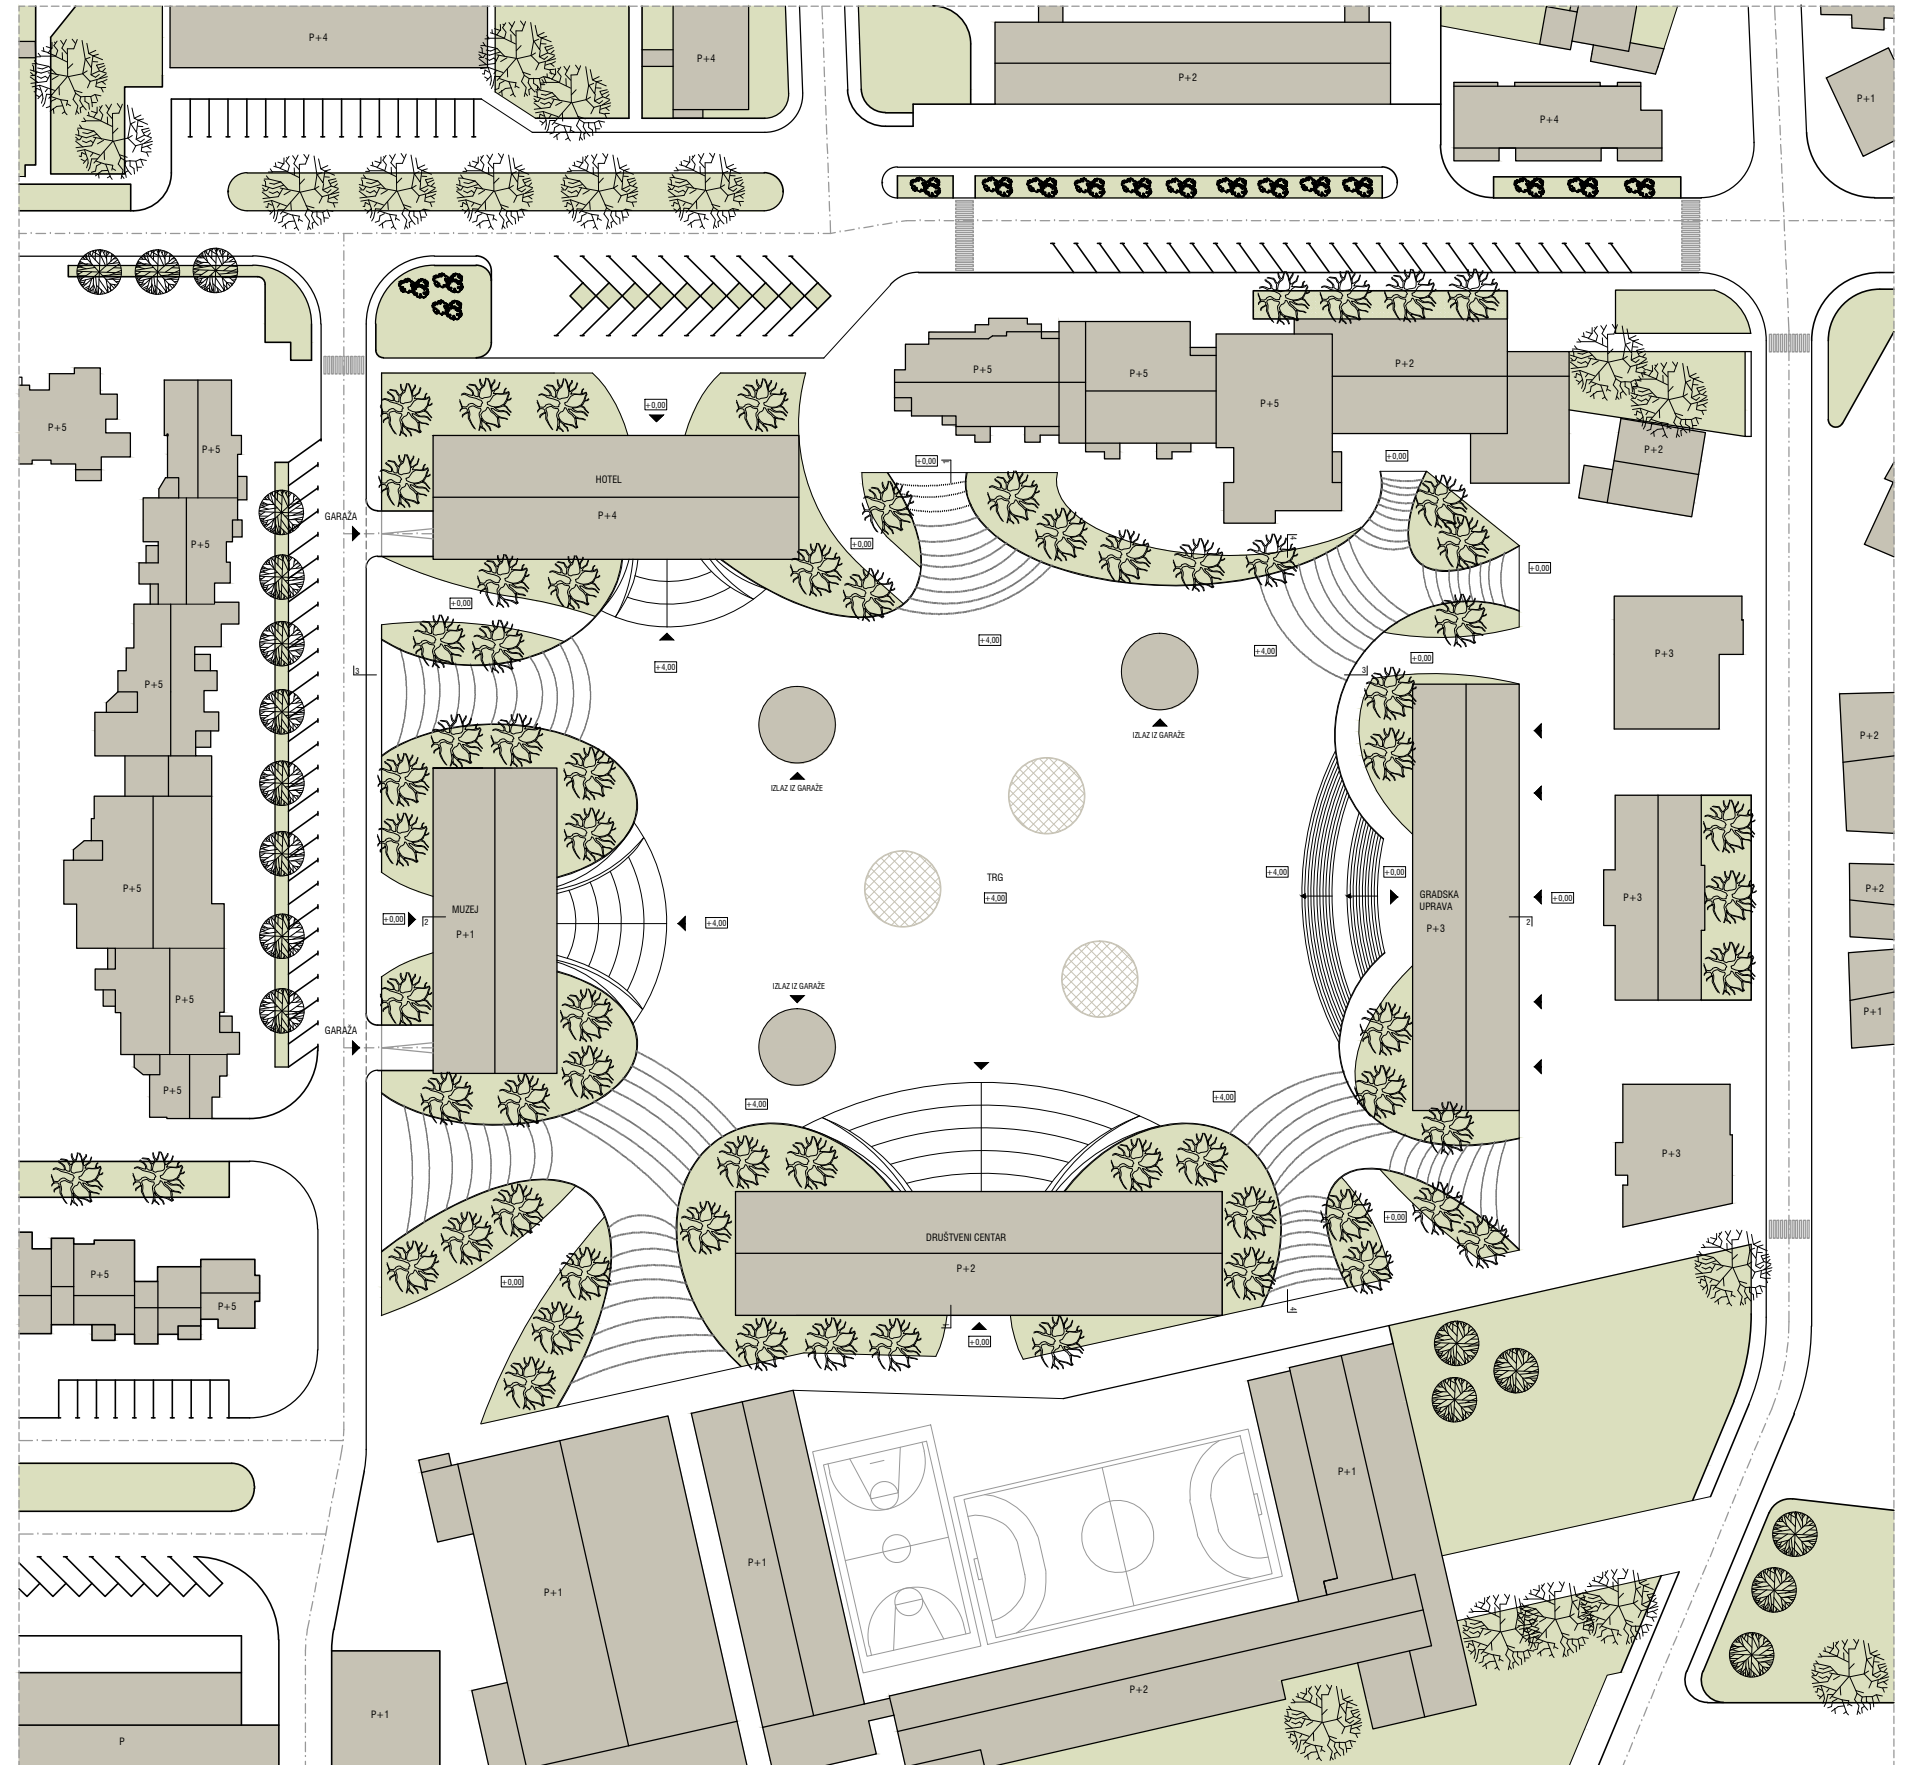 P+4
P+4
P+2
P+4
P+1
P+5
P+5
P+5
P+5
P+2
+0,00
P+5
P+5
P+2
HOTEL
P+4
+0,00
+0,00
GARAŽA
P+5
+0,00
+0,00
+0,00
+4,00
+4,00
+0,00
P+3
+4,00
3
3
P+5
IZLAZ IZ GARAŽE
P+2
IZLAZ IZ GARAŽE
+4,00
+0,00
TRG
+4,00
GRADSKA
UPRAVA
P+3
+0,00
P+3
P+2
P+5
MUZEJ
P+1
+0,00
2
+4,00
2
IZLAZ IZ GARAŽE
P+5
P+1
GARAŽA
P+5
+4,00
+4,00
P+3
+0,00
DRUŠTVENI CENTAR
P+2
P+5
+0,00
P+5
+0,00
P+1
P+1
P+1
P+2
P+1
P